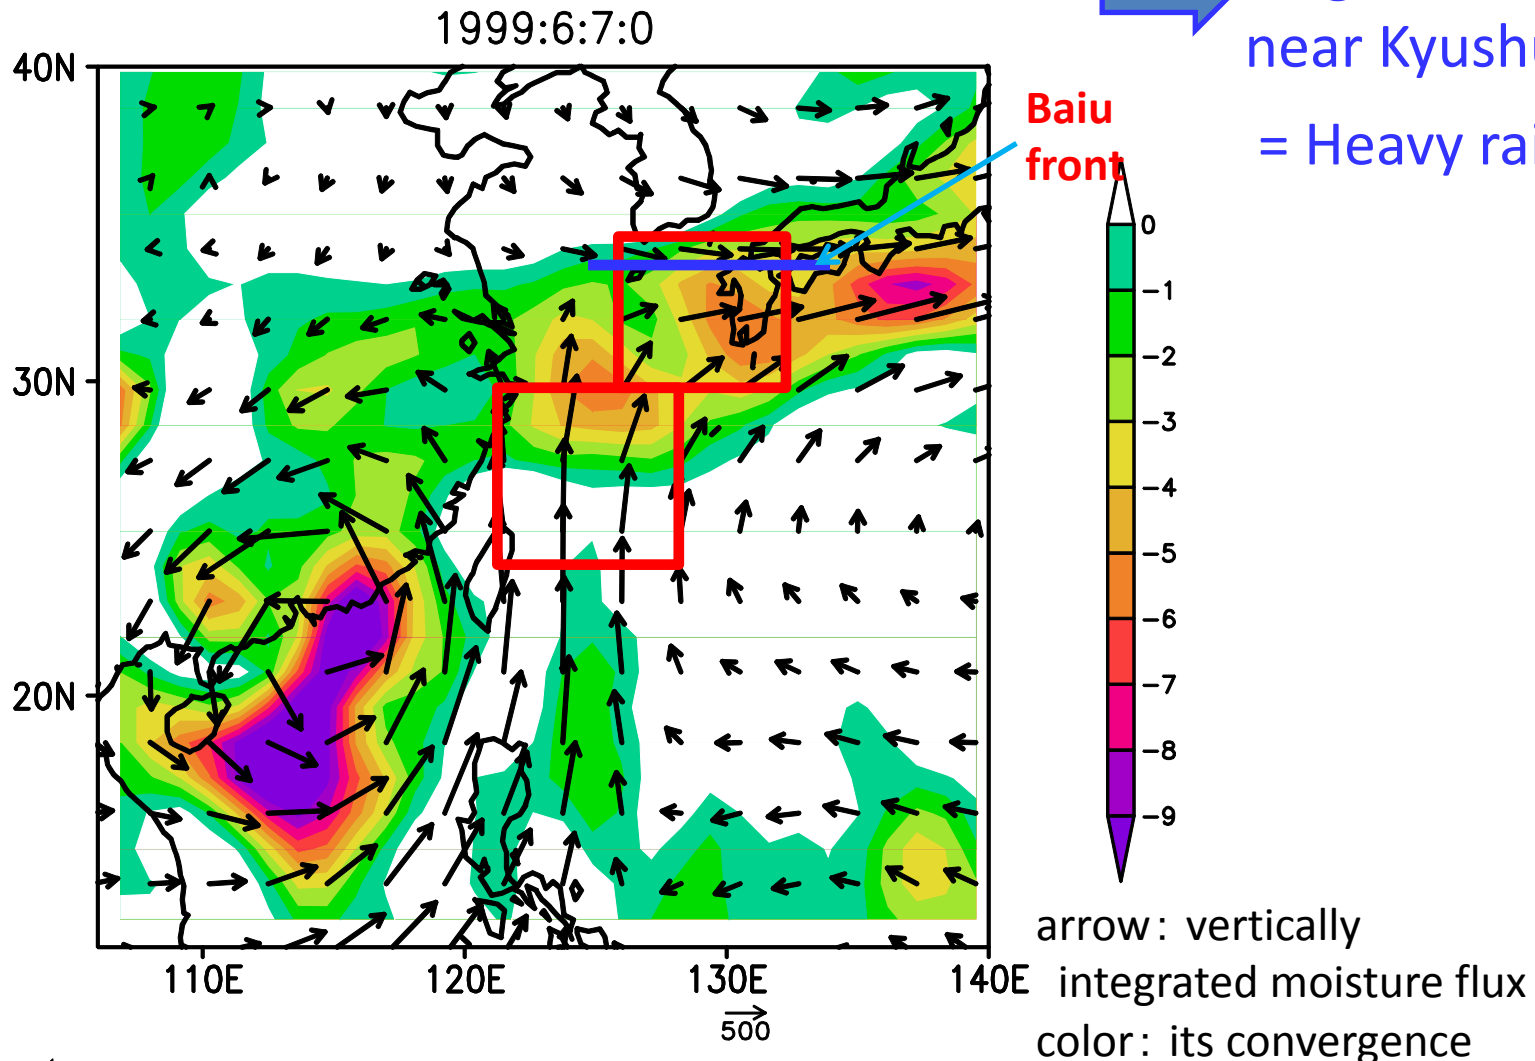 1999:6:7:0
near Kyushu
= Heavy rai
Baiu
front
40N
30N
20N
110E
120E
130E
140E
500
0
-1
-2
-3
-4
-5
-6
-7
-8
-9
arrow: vertically
integrated moisture flux
color: its convergence